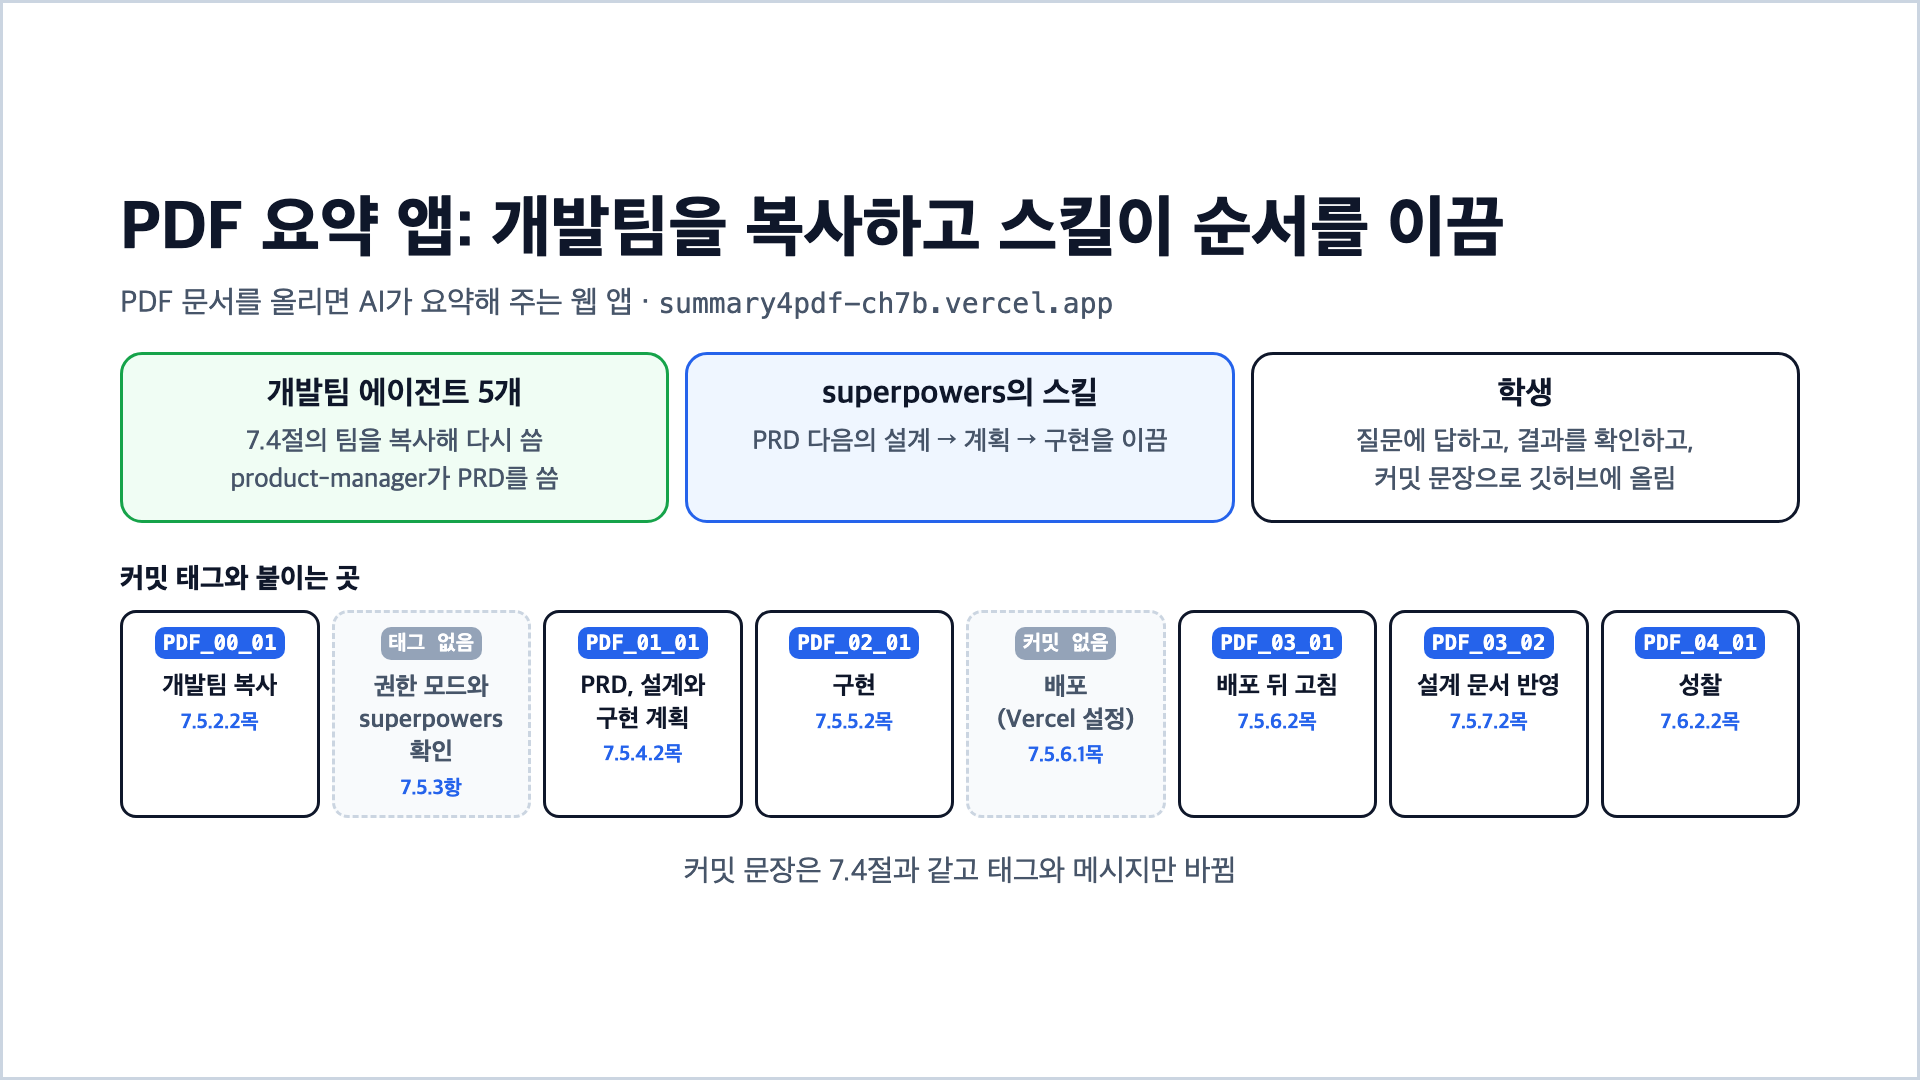 PDF 요약 앱: 개발팀을 복사하고 스킬이 순서를 이끔
PDF 문서를 올리면 AI가 요약해 주는 웹 앱 · summary4pdf-ch7b.vercel.app
개발팀 에이전트 5개
7.4절의 팀을 복사해 다시 씀
product-manager가 PRD를 씀
superpowers의 스킬
PRD 다음의 설계 → 계획 → 구현을 이끔
학생
질문에 답하고, 결과를 확인하고,
커밋 문장으로 깃허브에 올림
커밋 태그와 붙이는 곳
PDF_00_01
개발팀 복사
7.5.2.2목
태그 없음
권한 모드와
superpowers
확인
7.5.3항
PDF_01_01
PRD, 설계와
구현 계획
7.5.4.2목
PDF_02_01
구현
7.5.5.2목
커밋 없음
배포
(Vercel 설정)
7.5.6.1목
PDF_03_01
배포 뒤 고침
7.5.6.2목
PDF_03_02
설계 문서 반영
7.5.7.2목
PDF_04_01
성찰
7.6.2.2목
커밋 문장은 7.4절과 같고 태그와 메시지만 바뀜